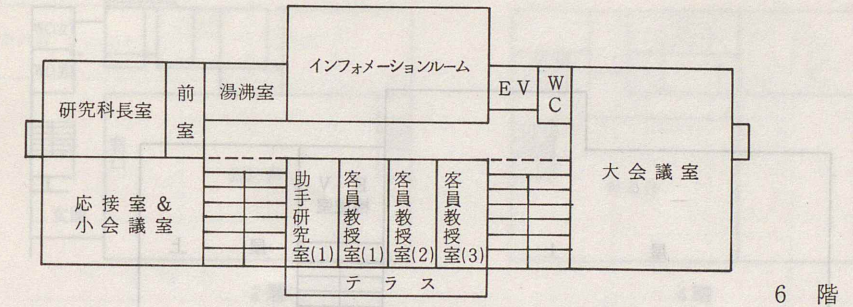 インフォメーションルーム
研究科長室
前室
湯沸室
EV
WC
大会議室
応接室&
小会議室
助手研究室(1)
客員教授室(1)
客員教授室(2)
客員教授室(3)
テラス
6階